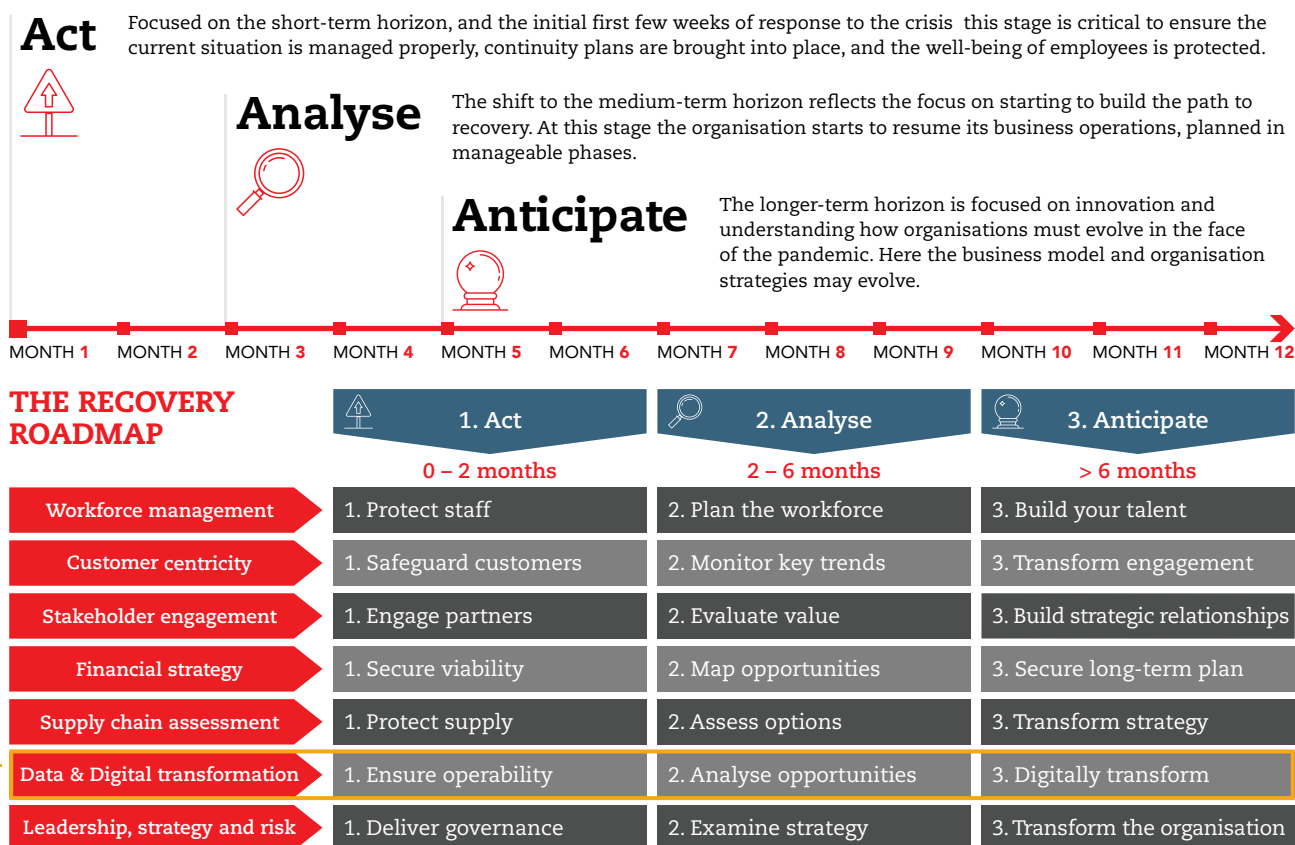 Act
Focused on the short-term horizon, and the initial first few weeks of response to the crisis this stage is critical to ensure the
current situation is managed properly, continuity plans are brought into place, and the well-being of employees is protected.
Analyse
The shift to the medium-term horizon reflects the focus on starting to build the path to
recovery. At this stage the organisation starts to resume its business operations, planned in
manageable phases.
Anticipate
The longer-term horizon is focused on innovation and
understanding how organisations must evolve in the face
of the pandemic. Here the business model and organisation
strategies may evolve.
MONTH 1 MONTH 2 MONTH 3 MONTH 4 MONTH 5 MONTH 6 MONTH 7 MONTH 8 MONTH 9 MONTH 10 MONTH 11 MONTH 12
THE RECOVERY
ROADMAP
1. Act 2. Analyse 3. Anticipate
0 – 2 months 2 – 6 months > 6 months
Workforce management 1. Protect staff 2. Plan the workforce 3. Build your talent
Customer centricity 1. Safeguard customers 2. Monitor key trends 3. Transform engagement
Stakeholder engagement 1. Engage partners 2. Evaluate value 3. Build strategic relationships
Financial strategy 1. Secure viability 2. Map opportunities 3. Secure long-term plan
Supply chain assessment 1. Protect supply 2. Assess options 3. Transform strategy
Data & Digital transformation 1. Ensure operability 2. Analyse opportunities 3. Digitally transform
Leadership, strategy and risk 1. Deliver governance 2. Examine strategy 3. Transform the organisation